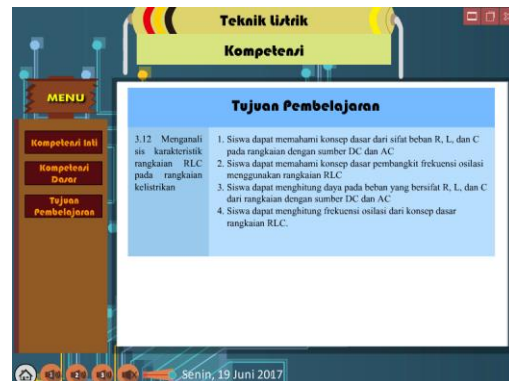 Teknik Listrik
Kompetensi
MENU
Kompetensi Inti
Kompetensi
Dasar
Tujuan
Pembelajaran
Tujuan Pembelajaran
3.12 Menganali
sis karakteristik
rangkaian RLC
pada rangkaian
kelistrikan
1. Siswa dapat memahami konsep dasar dari sifat beban R, L, dan C
pada rangkaian dengan sumber DC dan AC
2. Siswa dapat memahami konsep dasar pembangkit frekuensi osilasi
menggunakan rangkaian RLC
3. Siswa dapat menghitung daya pada beban yang bersifat R, L, dan C
dari rangkaian dengan sumber DC dan AC
4. Siswa dapat menghitung frekuensi osilasi dari konsep dasar
rangkaian RLC.
1
2
3
Senin, 19 Juni 2017